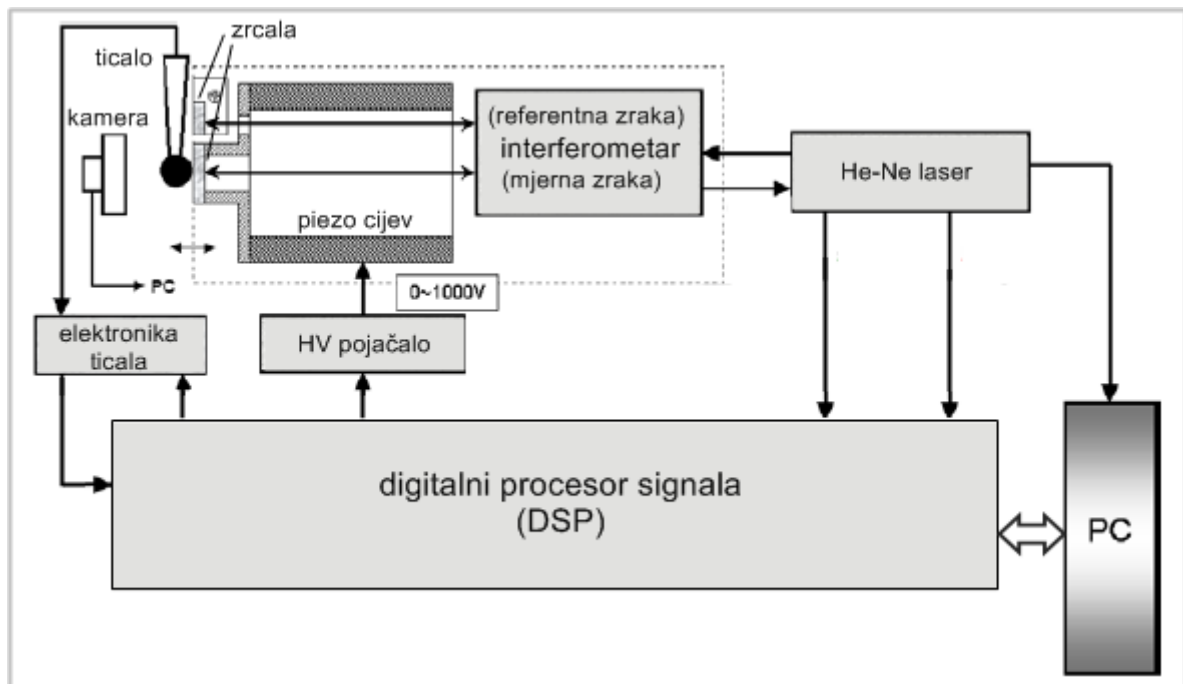 zrcala
ticalo
kamera
(referentna zraka)
interferometar
(mjerna zraka)
He-Ne laser
piezo cijev
PC
0~1000V
elektronika
ticala
HV pojačalo
digitalni procesor signala
(DSP)
PC